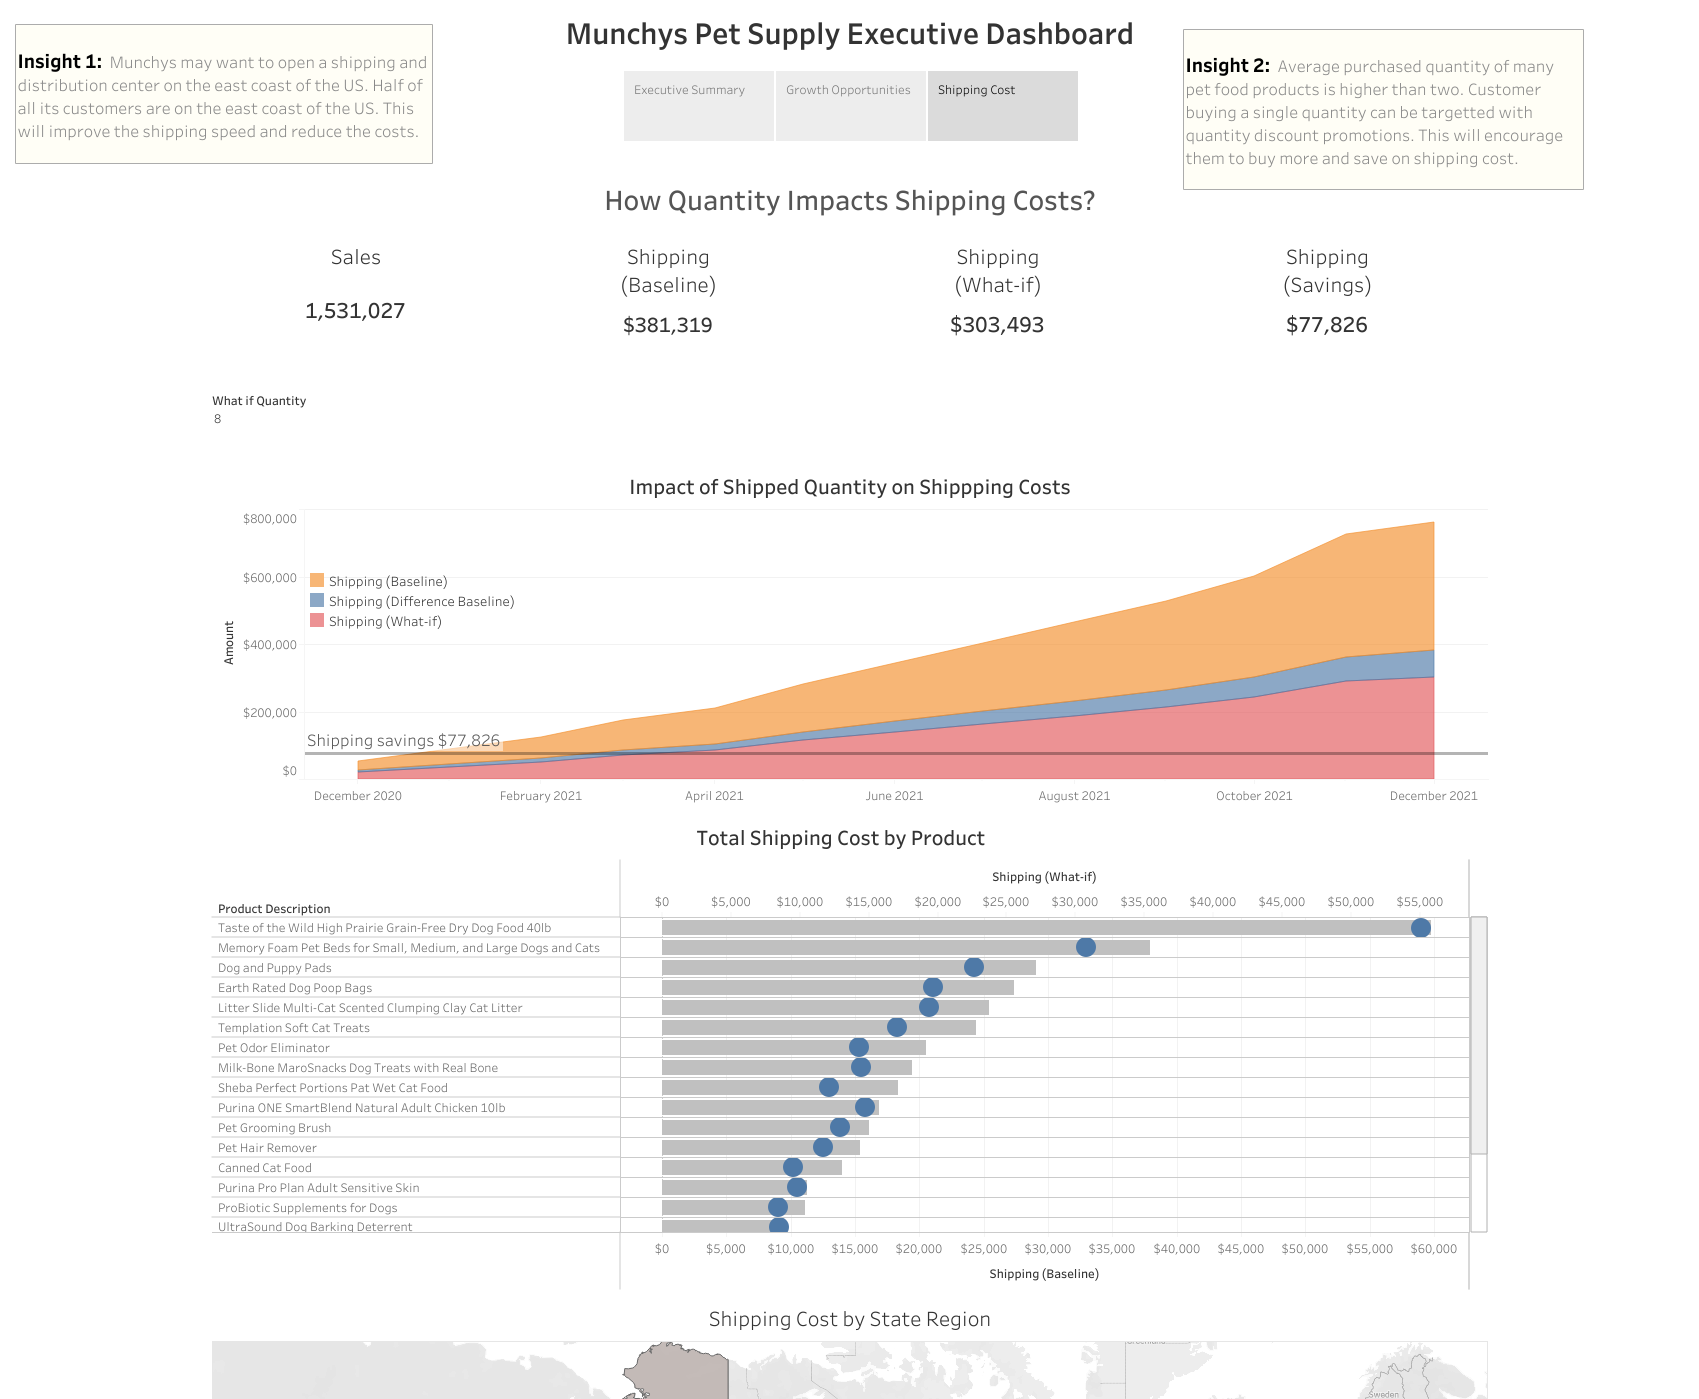 Munchys Pet Supply Executive Dashboard
Insight 1: Munchys may want to open a shipping and
distribution center on the east coast of the US. Half of
all its customers are on the east coast of the US. This
will improve the shipping speed and reduce the costs.
Executive Summary
Growth Opportunities
Shipping Cost
Insight 2: Average purchased quantity of many
pet food products is higher than two. Customer
buying a single quantity can be targetted with
quantity discount promotions. This will encourage
them to buy more and save on shipping cost.
How Quantity Impacts Shipping Costs?
Sales
1,531,027
Shipping
(Baseline)
$381,319
Shipping
(What-if)
$303,493
Shipping
(Savings)
$77,826
What if Quantity
8
Impact of Shipped Quantity on Shippping Costs
Amount
$800,000
$600,000
$400,000
$200,000
$0
Shipping (Baseline)
Shipping (Difference Baseline)
Shipping (What-if)
Shipping savings $77,826
December 2020 February 2021 April 2021 June 2021 August 2021 October 2021 December 2021
Total Shipping Cost by Product
Shipping (What-if)
$0 $5,000 $10,000 $15,000 $20,000 $25,000 $30,000 $35,000 $40,000 $45,000 $50,000 $55,000
Product Description
Taste of the Wild High Prairie Grain-Free Dry Dog Food 40lb
Memory Foam Pet Beds for Small, Medium, and Large Dogs and Cats
Dog and Puppy Pads
Earth Rated Dog Poop Bags
Litter Slide Multi-Cat Scented Clumping Clay Cat Litter
Templation Soft Cat Treats
Pet Odor Eliminator
Milk-Bone MaroSnacks Dog Treats with Real Bone
Sheba Perfect Portions Pat Wet Cat Food
Purina ONE SmartBlend Natural Adult Chicken 10lb
Pet Grooming Brush
Pet Hair Remover
Canned Cat Food
Purina Pro Plan Adult Sensitive Skin
ProBiotic Supplements for Dogs
UltraSound Dog Barking Deterrent
$0 $5,000 $10,000 $15,000 $20,000 $25,000 $30,000 $35,000 $40,000 $45,000 $50,000 $55,000 $60,000
Shipping (Baseline)
Shipping Cost by State Region
Greenland
Sweden